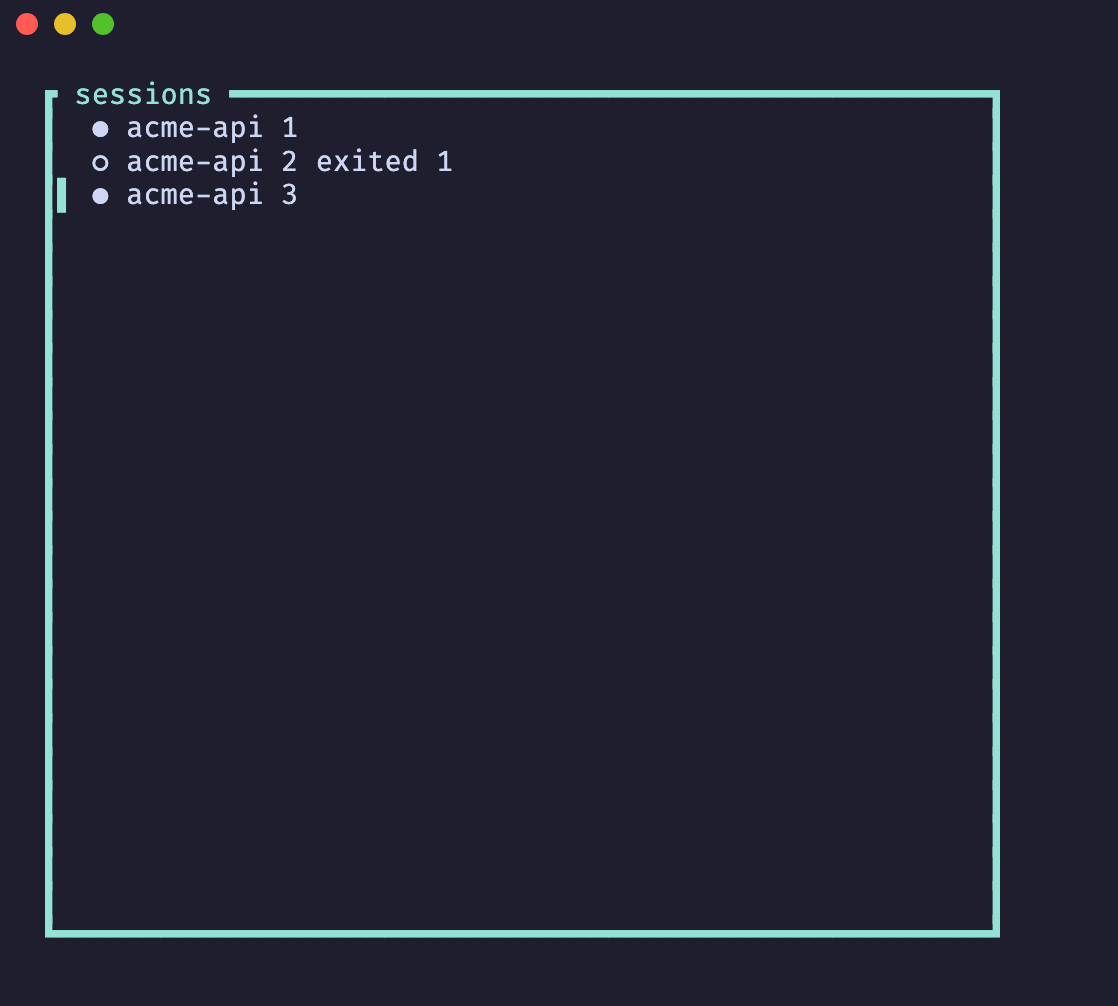 sessions
● acme-api 1
○ acme-api 2 exited 1
● acme-api 3